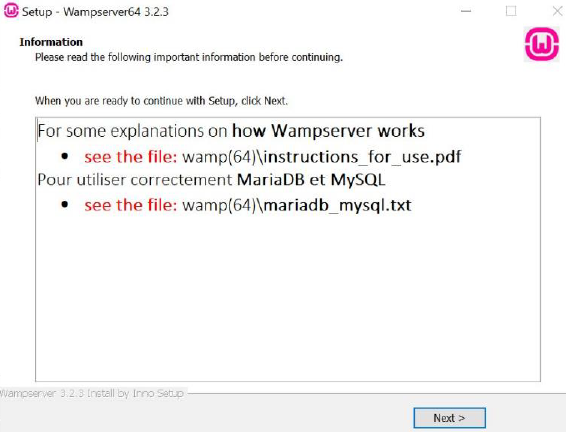 Setup - Wampserver64 3.2.3
Information
Please read the following important information before continuing.
When you are ready to continue with Setup, click Next.
For some explanations on how Wampserver works
• see the file: wamp(64)\instructions_for_use.pdf
Pour utiliser correctement MariaDB et MySQL
• see the file: wamp(64)\mariadb_mysql.txt
Wampserver 3.2.3 Install by Inno Setup
Next >